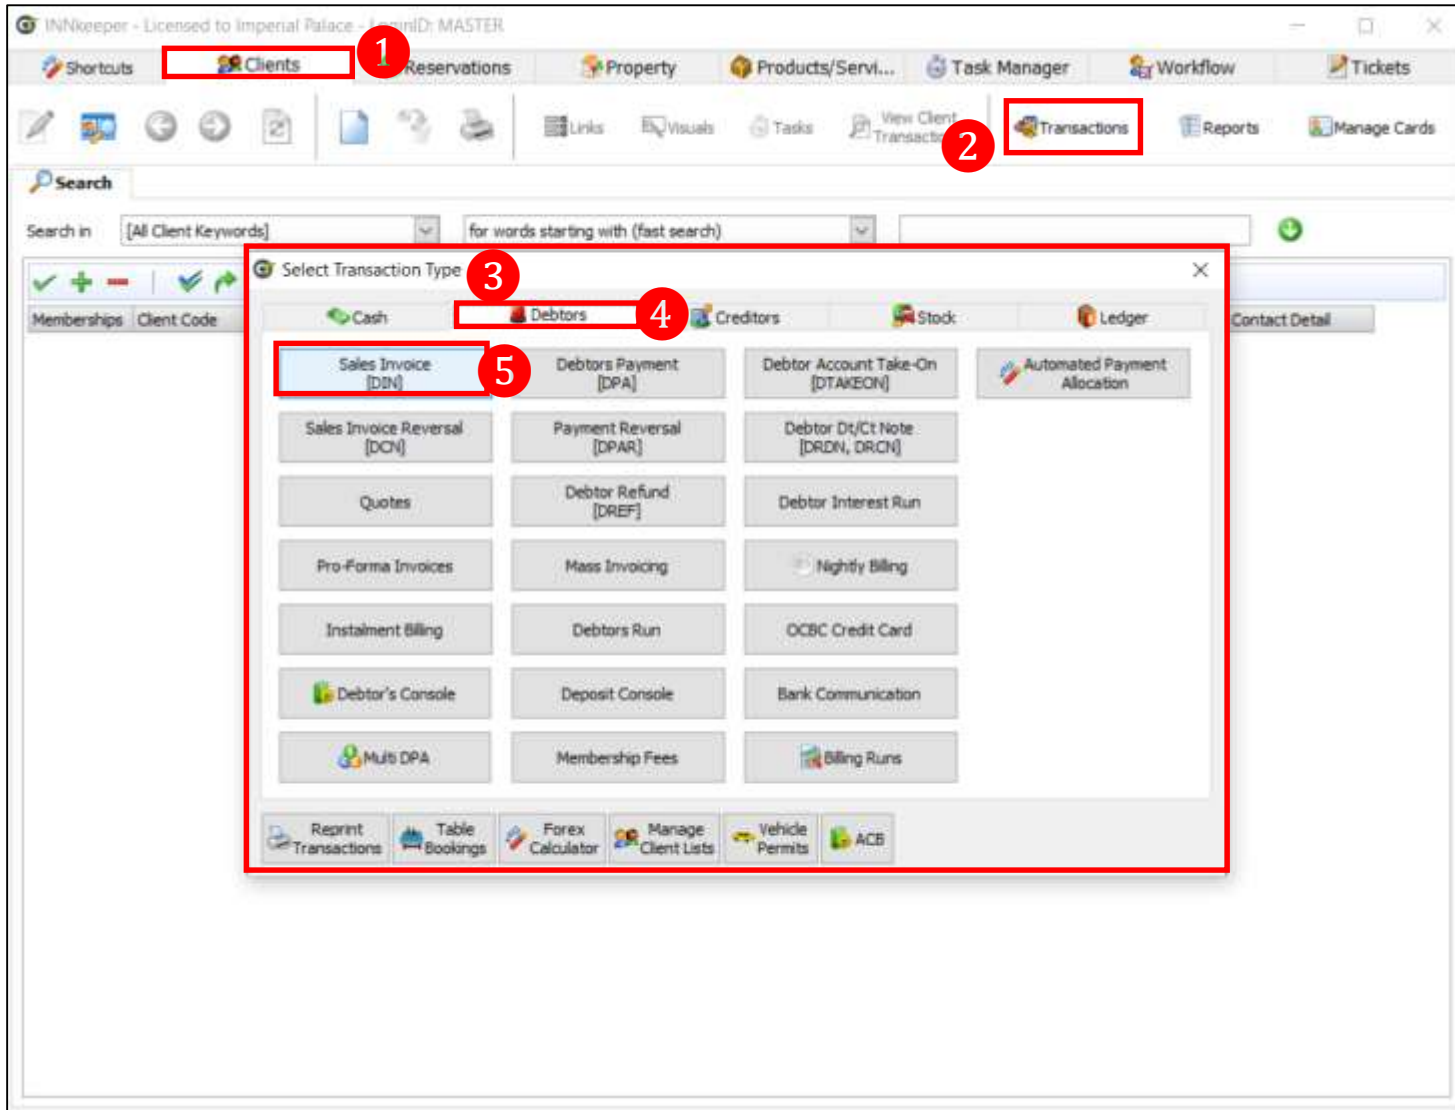 INNkeeper - Licensed to Imperial Palace - LoginID: MASTER
1
Shortcuts Clients Reservations Property Products/Servi... Task Manager Workflow Tickets
Links Visuals Tasks View Client Transactions Transactions Reports Manage Cards
2
Search
Search in [All Client Keywords] for words starting with (fast search)
Select Transaction Type
3
Memberships Client Code Contact Detail
Cash Debtors Creditors Stock Ledger
4
Sales Invoice [DIN] Debtors Payment [DPA] Debtor Account Take-On [DTAKEON] Automated Payment Allocation
5
Sales Invoice Reversal [DCN] Payment Reversal [DPAR] Debtor Dt/Ct Note [DRDN, DRCN]
Quotes Debtor Refund [DREF] Debtor Interest Run
Pro-Forma Invoices Mass Invoicing Nightly Billing
Instalment Billing Debtors Run OCBC Credit Card
Debtor's Console Deposit Console Bank Communication
Multi DPA Membership Fees Billing Runs
Reprint Transactions Table Bookings Forex Calculator Manage Client Lists Vehicle Permits ACB